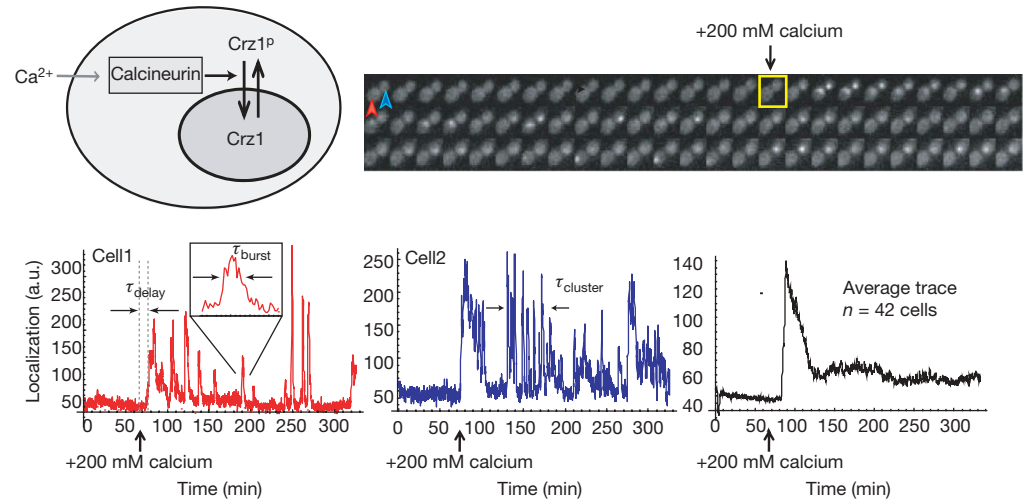 +200 mM calcium
Crz1ᵖ
Ca²⁺
Calcineurin
Crz1
Cell1
τburst
τdelay
Localization (a.u.)
300
250
200
150
100
50
0 50 100 150 200 250 300
+200 mM calcium
Time (min)
Cell2
τcluster
250
200
150
100
50
0 50 100 150 200 250 300
+200 mM calcium
Time (min)
Average trace
n = 42 cells
140
120
100
80
60
40
0 50 100 150 200 250 300
+200 mM calcium
Time (min)